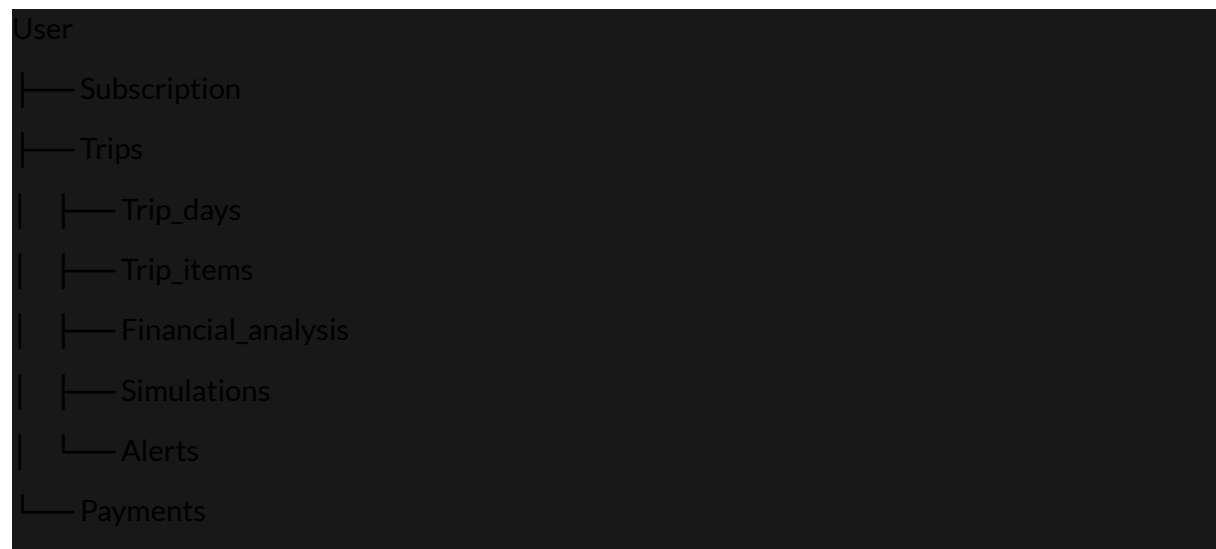 User
├── Subscription
├── Trips
│   ├── Trip_days
│   ├── Trip_items
│   ├── Financial_analysis
│   ├── Simulations
│   └── Alerts
└── Payments